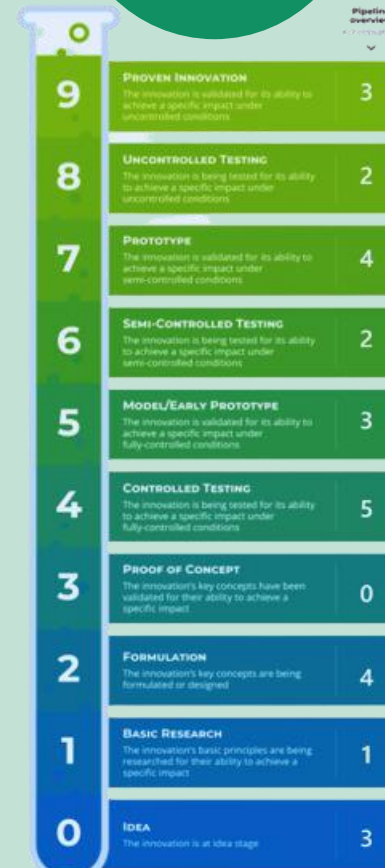 Pipeline
overview
9
PROVEN INNOVATION
The innovation is validated for its ability to
achieve a specific impact under
uncontrolled conditions
3
8
UNCONTROLLED TESTING
The innovation is being tested for its ability
to achieve a specific impact under
uncontrolled conditions
2
7
PROTOTYPE
The innovation is validated for its ability to
achieve a specific impact under
semi-controlled conditions
4
6
SEMI-CONTROLLED TESTING
The innovation is being tested for its ability
to achieve a specific impact under
semi-controlled conditions
2
5
MODEL/EARLY PROTOTYPE
The innovation is validated for its ability to
achieve a specific impact under
fully-controlled conditions
3
4
CONTROLLED TESTING
The innovation is being tested for its ability
to achieve a specific impact under
fully-controlled conditions
5
3
PROOF OF CONCEPT
The innovation's key concepts have been
validated for their ability to achieve a
specific impact
0
2
FORMULATION
The innovation's key concepts are being
formulated or designed
4
1
BASIC RESEARCH
The innovation's basic principles are being
researched for their ability to achieve a
specific impact
1
0
IDEA
The innovation is at idea stage
3